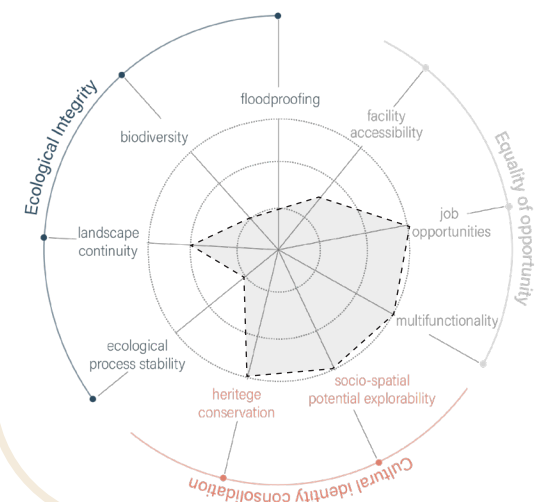 Ecological Integrity
floodproofing
biodiversity
facility
accessibility
Equality of opportunity
landscape
continuity
job
opportunities
multifunctionality
ecological
process stability
heritege
conservation
socio-spatial
potential explorability
Cultural identity consolidation